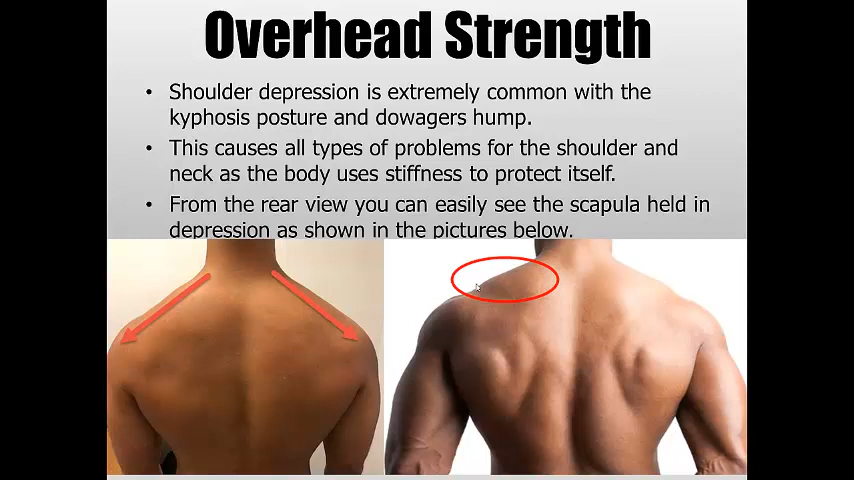 Overhead Strength
• Shoulder depression is extremely common with the
kyphosis posture and dowagers hump.
• This causes all types of problems for the shoulder and
neck as the body uses stiffness to protect itself.
• From the rear view you can easily see the scapula held in
depression as shown in the pictures below.